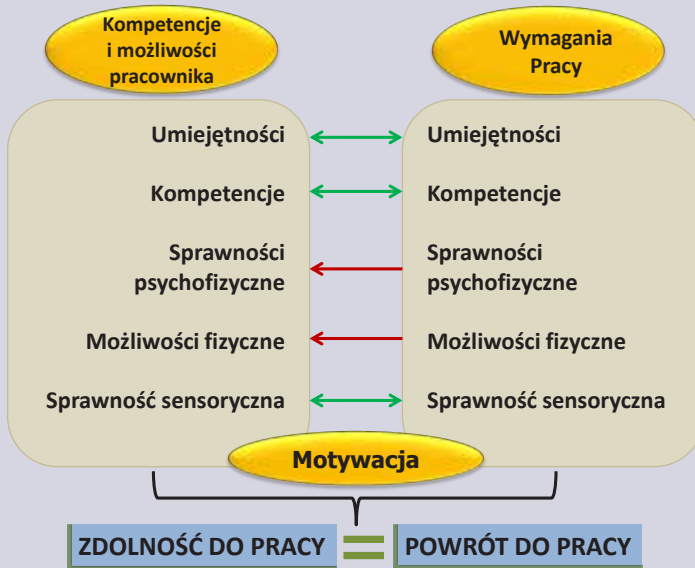 Kompetencje
i możliwości
pracownika
Wymagania
Pracy
Umiejętności
Umiejętności
Kompetencje
Kompetencje
Sprawności
psychofizyczne
Sprawności
psychofizyczne
Możliwości fizyczne
Możliwości fizyczne
Sprawność sensoryczna
Sprawność sensoryczna
Motywacja
ZDOLNOŚĆ DO PRACY = POWRÓT DO PRACY